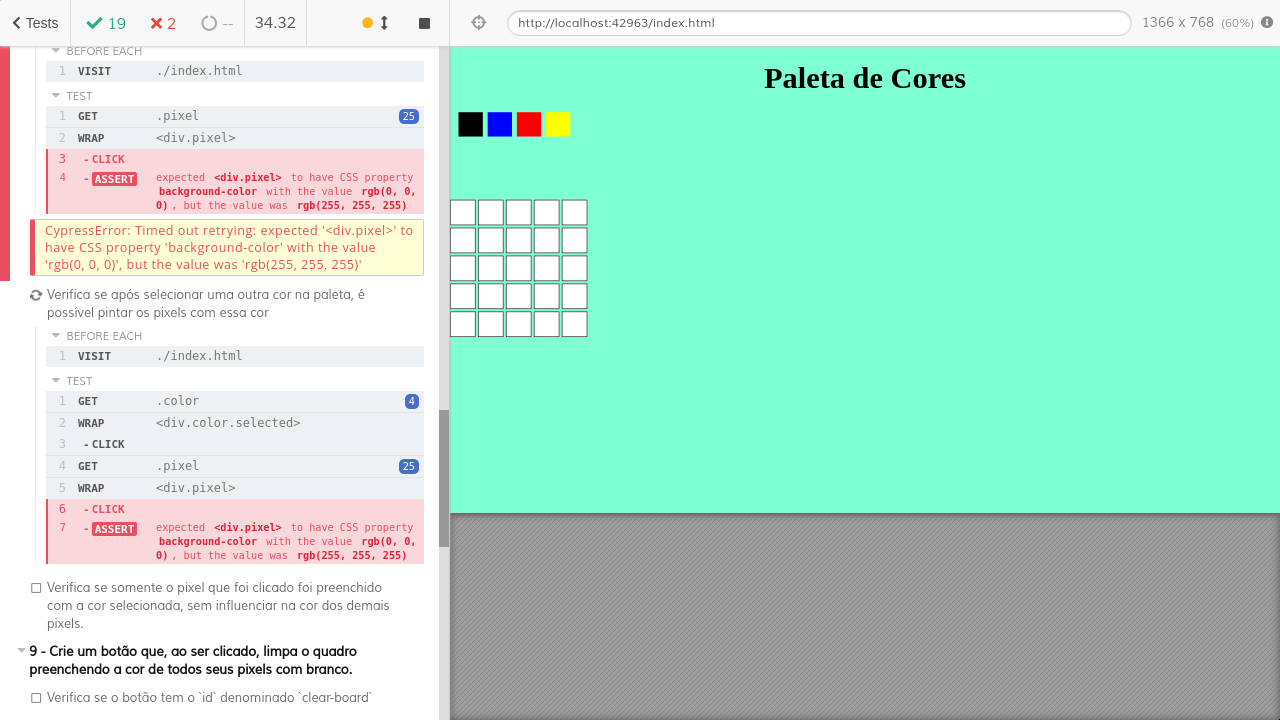 Tests 19 2 -- 34.32
http://localhost:42963/index.html 1366 x 768 (60%)
BEFORE EACH
1 VISIT ./index.html
TEST
1 GET .pixel 25
2 WRAP <div.pixel>
3 - CLICK
4 - ASSERT expected <div.pixel> to have CSS property
background-color with the value rgb(0, 0,
0), but the value was rgb(255, 255, 255)
CypressError: Timed out retrying: expected '<div.pixel>' to
have CSS property 'background-color' with the value
'rgb(0, 0, 0)', but the value was 'rgb(255, 255, 255)'
Verifica se após selecionar uma outra cor na paleta, é
possível pintar os pixels com essa cor
BEFORE EACH
1 VISIT ./index.html
TEST
1 GET .color 4
2 WRAP <div.color.selected>
3 - CLICK
4 GET .pixel 25
5 WRAP <div.pixel>
6 - CLICK
7 - ASSERT expected <div.pixel> to have CSS property
background-color with the value rgb(0, 0,
0), but the value was rgb(255, 255, 255)
Verifica se somente o pixel que foi clicado foi preenchido
com a cor selecionada, sem influenciar na cor dos demais
pixels.
9 - Crie um botão que, ao ser clicado, limpa o quadro
preenchendo a cor de todos seus pixels com branco.
Verifica se o botão tem o `id` denominado `clear-board`
Paleta de Cores